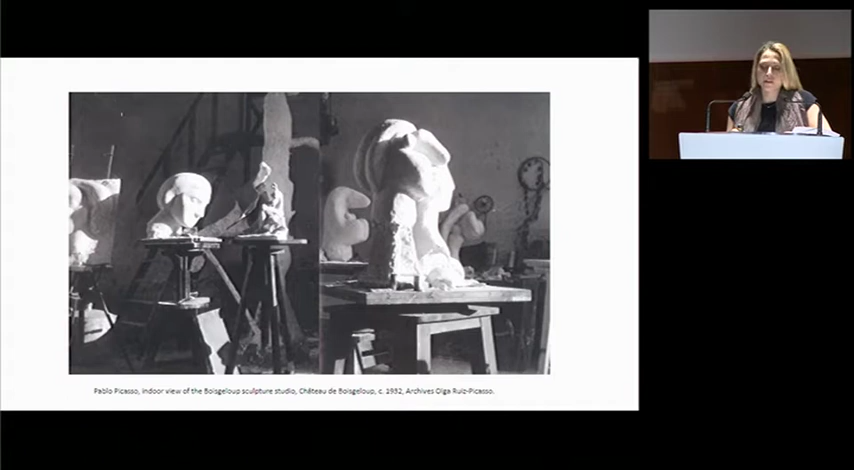 Pablo Picasso, Indoor view of the Boisgeloup sculpture studio, Château de Boisgeloup, c. 1932, Archives Olga Ruiz-Picasso.